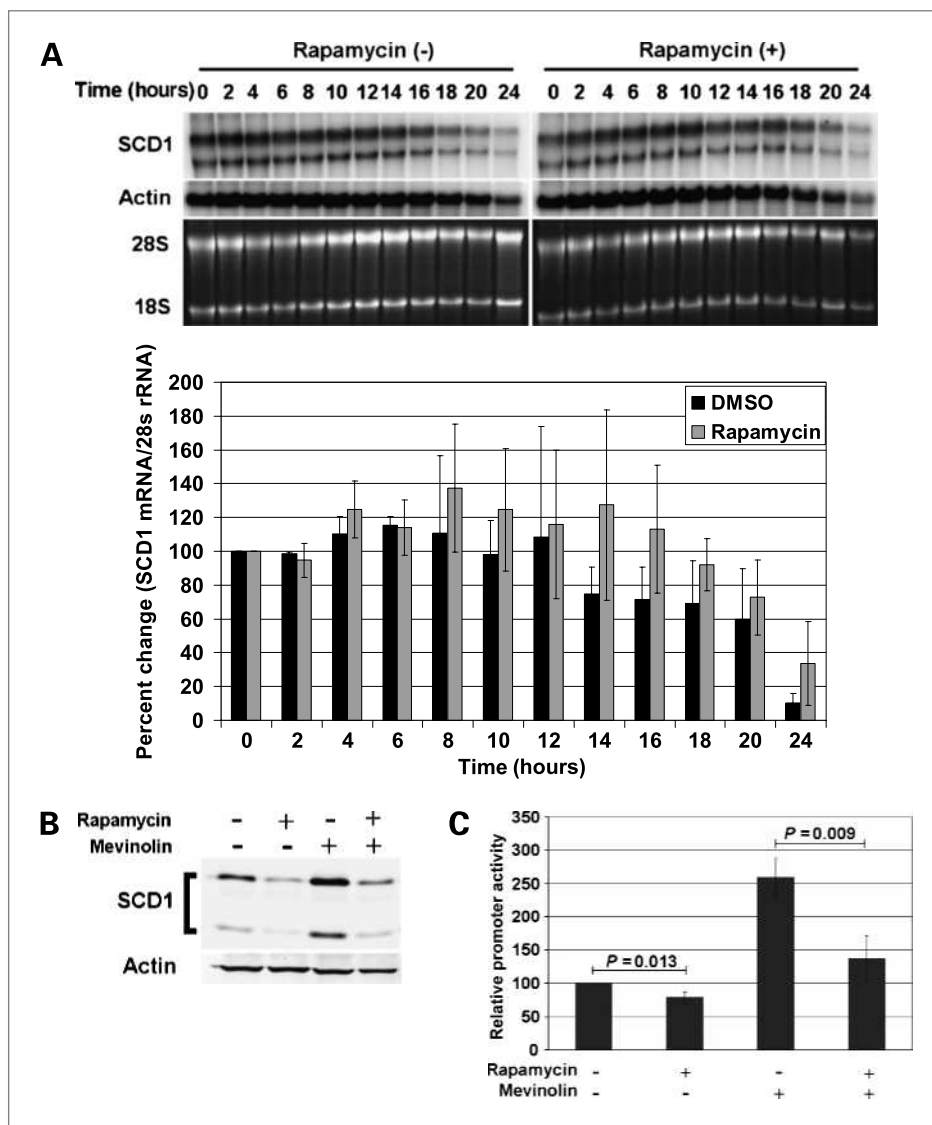 A
Rapamycin (-) Rapamycin (+)
Time (hours) 0 2 4 6 8 10 12 14 16 18 20 24 0 2 4 6 8 10 12 14 16 18 20 24
SCD1
Actin
28S
18S
Percent change (SCD1 mRNA/28s rRNA)
200
180
160
140
120
100
80
60
40
20
0
DMSO
Rapamycin
0 2 4 6 8 10 12 14 16 18 20 24
Time (hours)
B
Rapamycin - + - +
Mevinolin - - + +
SCD1
Actin
C
Relative promoter activity
350
300
250
200
150
100
50
0
P = 0.013
P = 0.009
Rapamycin - + - +
Mevinolin - - + +